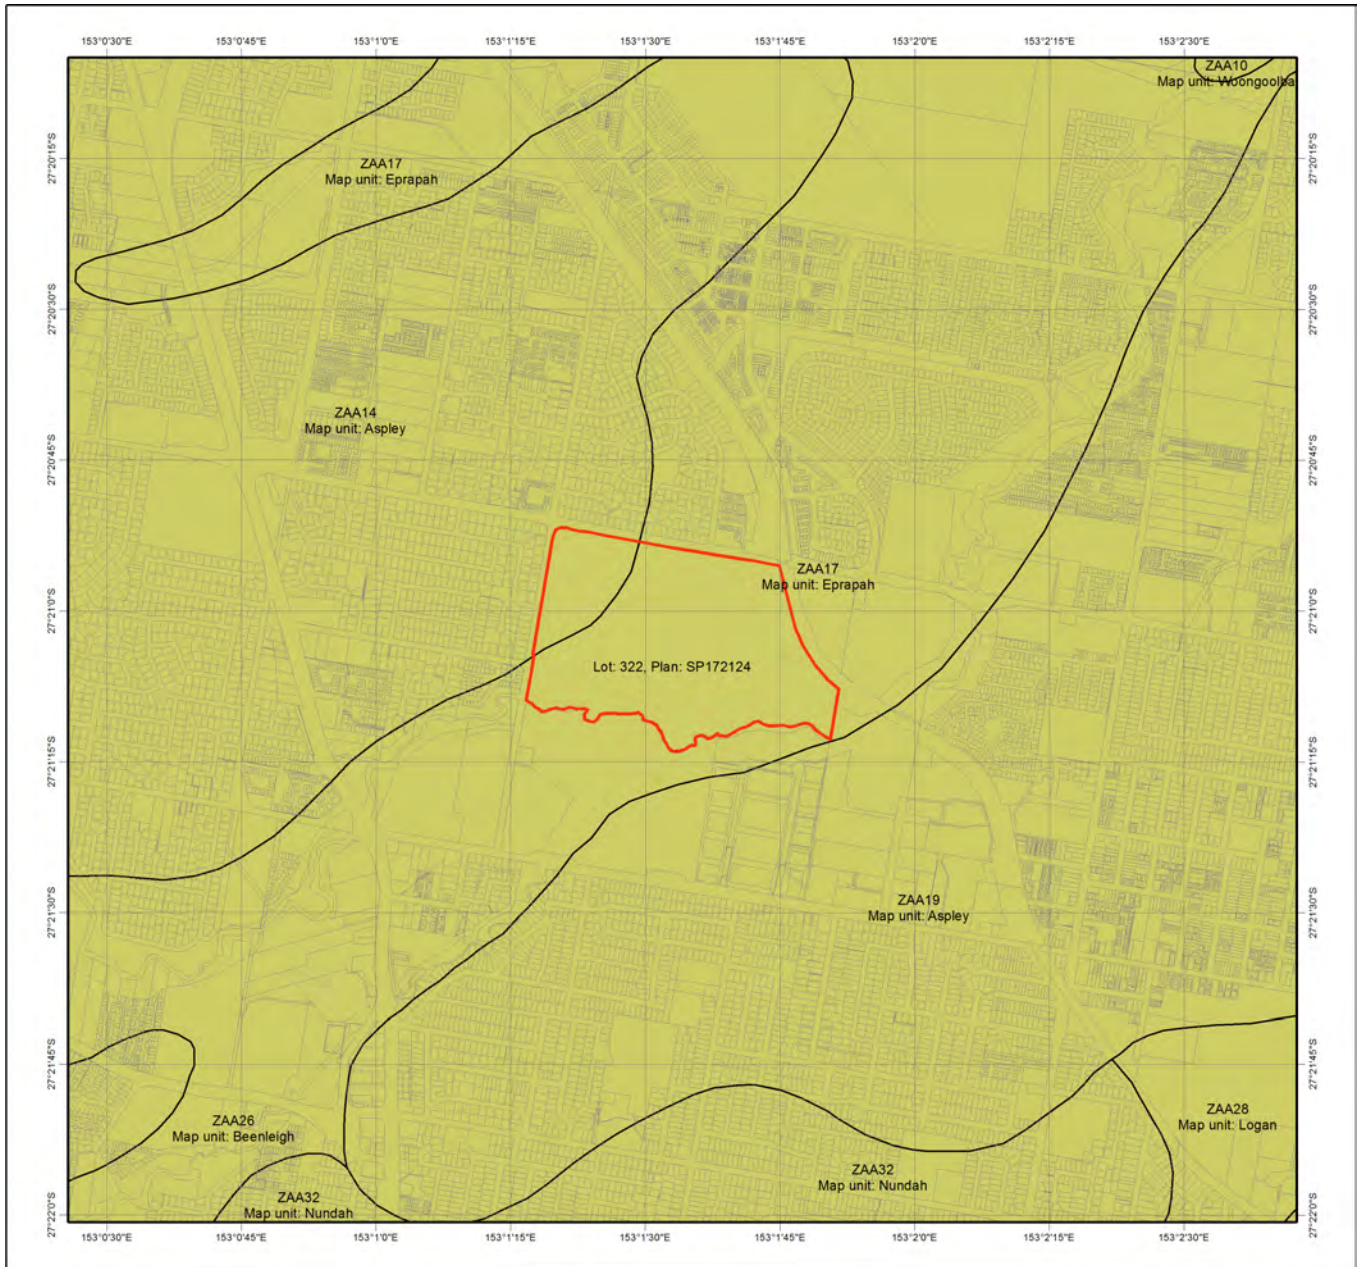 153°0'30"E 153°0'45"E 153°1'0"E 153°1'15"E 153°1'30"E 153°1'45"E 153°2'0"E 153°2'15"E 153°2'30"E
ZAA10
Map unit: Woongoolba
27°20'15"S 27°20'15"S
ZAA17
Map unit: Eprapah
27°20'30"S 27°20'30"S
ZAA14
Map unit: Aspley
27°20'45"S 27°20'45"S
ZAA17
Map unit: Eprapah
27°21'0"S 27°21'0"S
Lot: 322, Plan: SP172124
27°21'15"S 27°21'15"S
ZAA19
Map unit: Aspley
27°21'30"S 27°21'30"S
27°21'45"S 27°21'45"S
ZAA26
Map unit: Beenleigh
ZAA28
Map unit: Logan
ZAA32
Map unit: Nundah
ZAA32
Map unit: Nundah
27°22'0"S 27°22'0"S
153°0'30"E 153°0'45"E 153°1'0"E 153°1'15"E 153°1'30"E 153°1'45"E 153°2'0"E 153°2'15"E 153°2'30"E